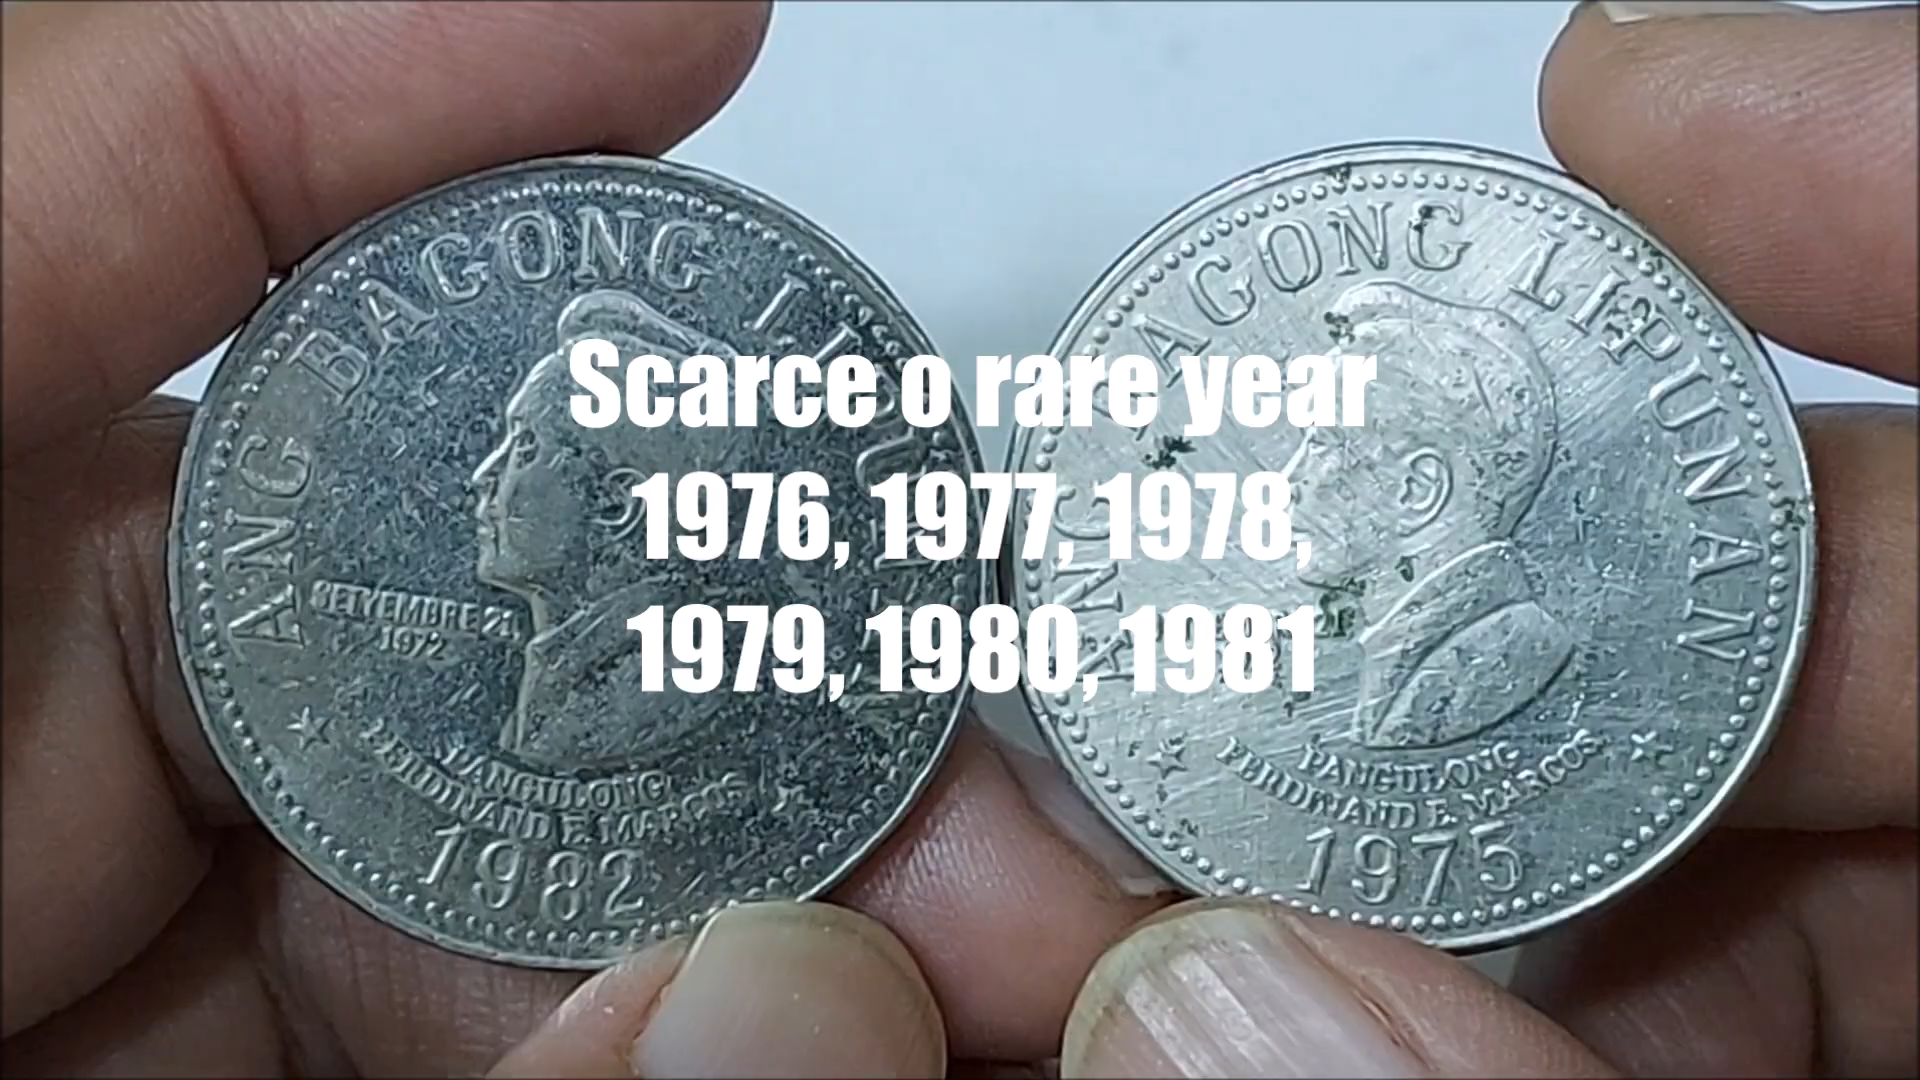 Scarce o rare year
1976, 1977, 1978,
1979, 1980, 1981
ANG BAGONG
SETYEMBRE 21,
1972
PANGULONG
FERDINAND E. MARCOS
1982
BAGONG LIPUNAN
PANGULONG
FERDINAND E. MARCOS
1975